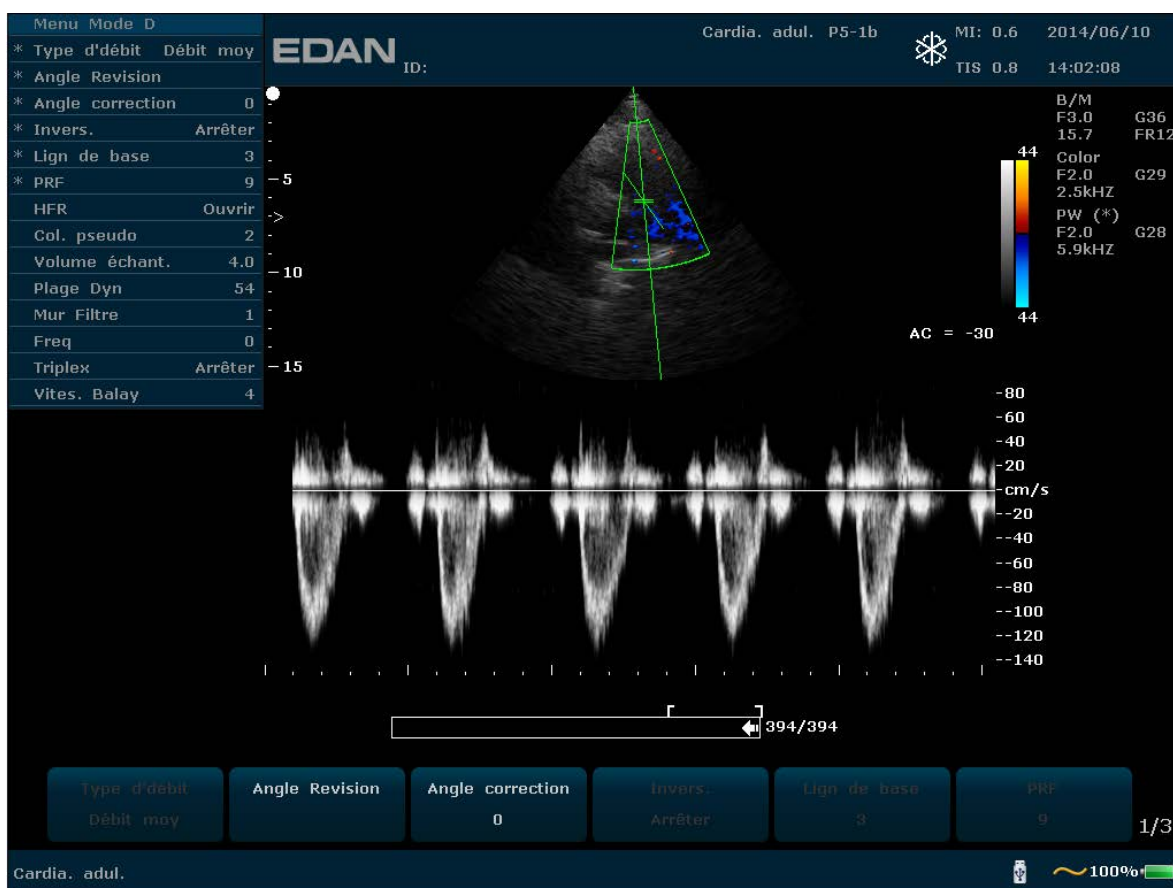 Menu Mode D
* Type d'débit Débit moy
* Angle Revision
* Angle correction 0
* Invers. Arrêter
* Lign de base 3
* PRF 9
HFR Ouvrir
Col. pseudo 2
Volume échant. 4.0
Plage Dyn 54
Mur Filtre 1
Freq 0
Triplex Arrêter
Vites. Balay 4
EDAN
ID:
Cardia. adul. P5-1b
MI: 0.6 2014/06/10
TIS 0.8 14:02:08
B/M
F3.0 G36
15.7 FR12
Color
F2.0 G29
2.5kHZ
PW (*)
F2.0 G28
5.9kHZ
44
44
AC = -30
-5
>
-10
-15
-80
-60
-40
-20
-cm/s
--20
--40
--60
--80
--100
--120
--140
394/394
Type d'débit
Débit moy
Angle Revision
Angle correction
0
Invers.
Arrêter
Lign de base
3
PRF
9
1/3
Cardia. adul.
100%